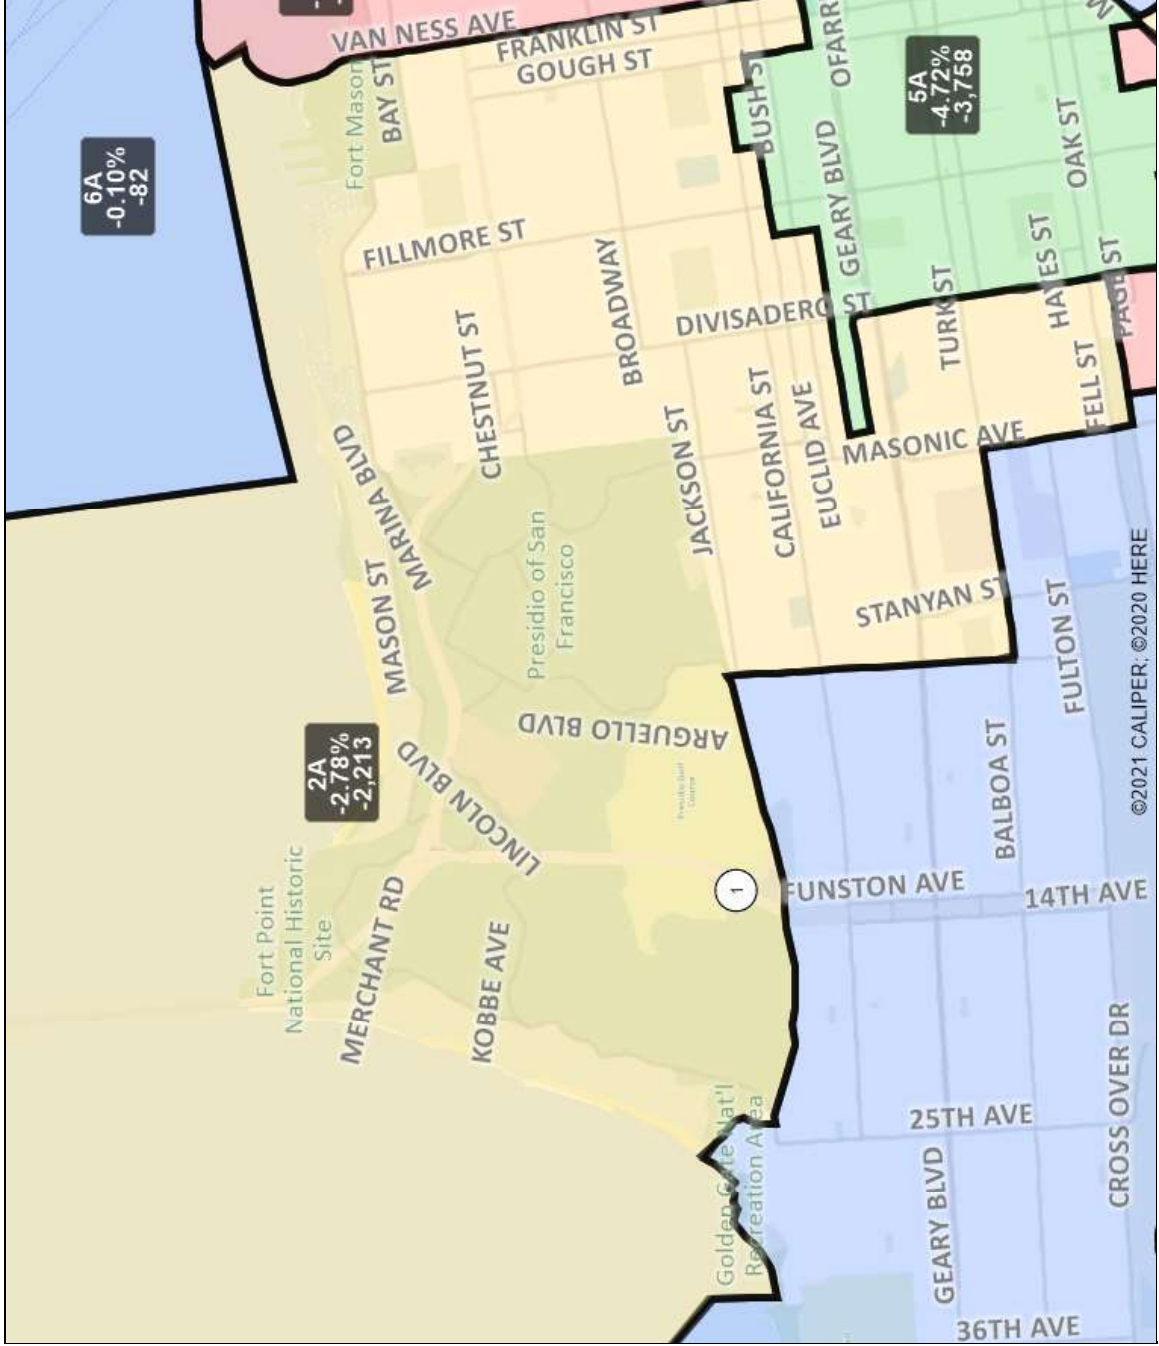 VAN NESS AVE
FRANKLIN ST
GOUGH ST
Fort Mason
BAY ST
BUSH ST
6A
-0.10%
-82
5A
-4.72%
-3,758
GEARY BLVD
OAK ST
FILLMORE ST
BROADWAY
DIVISADERO ST
TURK ST
HAYES ST
PAGE ST
CHESTNUT ST
FELL ST
MARINA BLVD
JACKSON ST
CALIFORNIA ST
EUCLID AVE
MASONIC AVE
MASON ST
Presidio of San
Francisco
STANYAN ST
FULTON ST
ARGUELLO BLVD
2A
-2.78%
-2,213
LINCOLN BLVD
Presidio Golf
Course
BALBOA ST
©2021 CALIPER; ©2020 HERE
Fort Point
National Historic
Site
MERCHANT RD
KOBBE AVE
1
FUNSTON AVE
14TH AVE
Golden Gate Nat'l
Recreation Area
25TH AVE
CROSS OVER DR
GEARY BLVD
36TH AVE